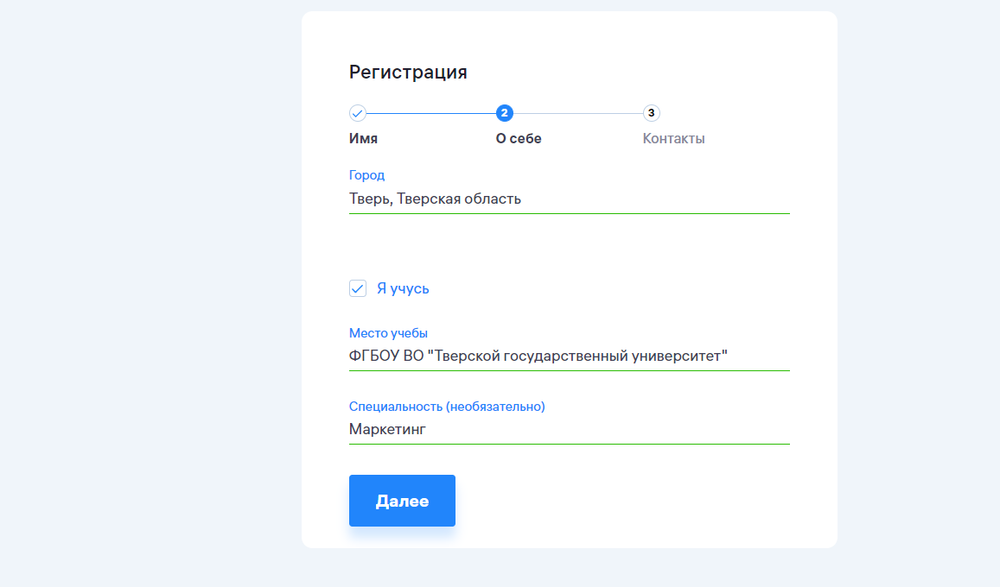 Регистрация
2
3
Имя
О себе
Контакты
Город
Тверь, Тверская область
Я учусь
Место учебы
ФГБОУ ВО "Тверской государственный университет"
Специальность (необязательно)
Маркетинг
Далее